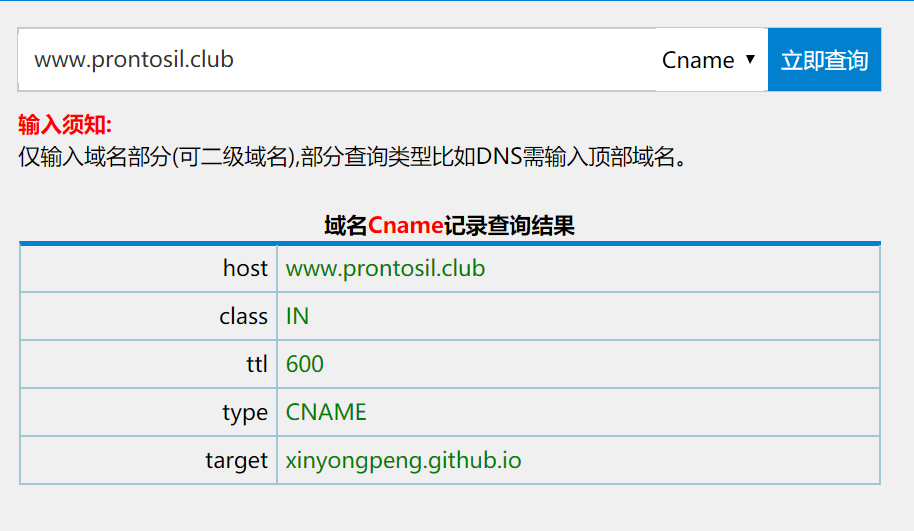 www.prontosil.club Cname ▼ 立即查询
输入须知:
仅输入域名部分(可二级域名),部分查询类型比如DNS需输入顶部域名。
域名Cname记录查询结果
host www.prontosil.club
class IN
ttl 600
type CNAME
target xinyongpeng.github.io